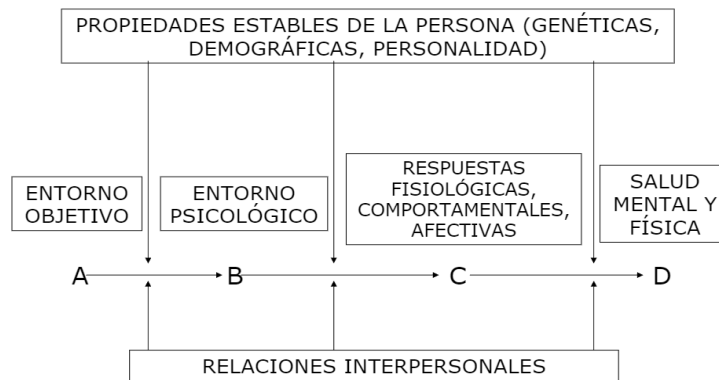 PROPIEDADES ESTABLES DE LA PERSONA (GENÉTICAS,
DEMOGRÁFICAS, PERSONALIDAD)
ENTORNO
OBJETIVO
ENTORNO
PSICOLÓGICO
RESPUESTAS
FISIOLÓGICAS,
COMPORTAMENTALES,
AFECTIVAS
SALUD
MENTAL Y
FÍSICA
A
B
C
D
RELACIONES INTERPERSONALES